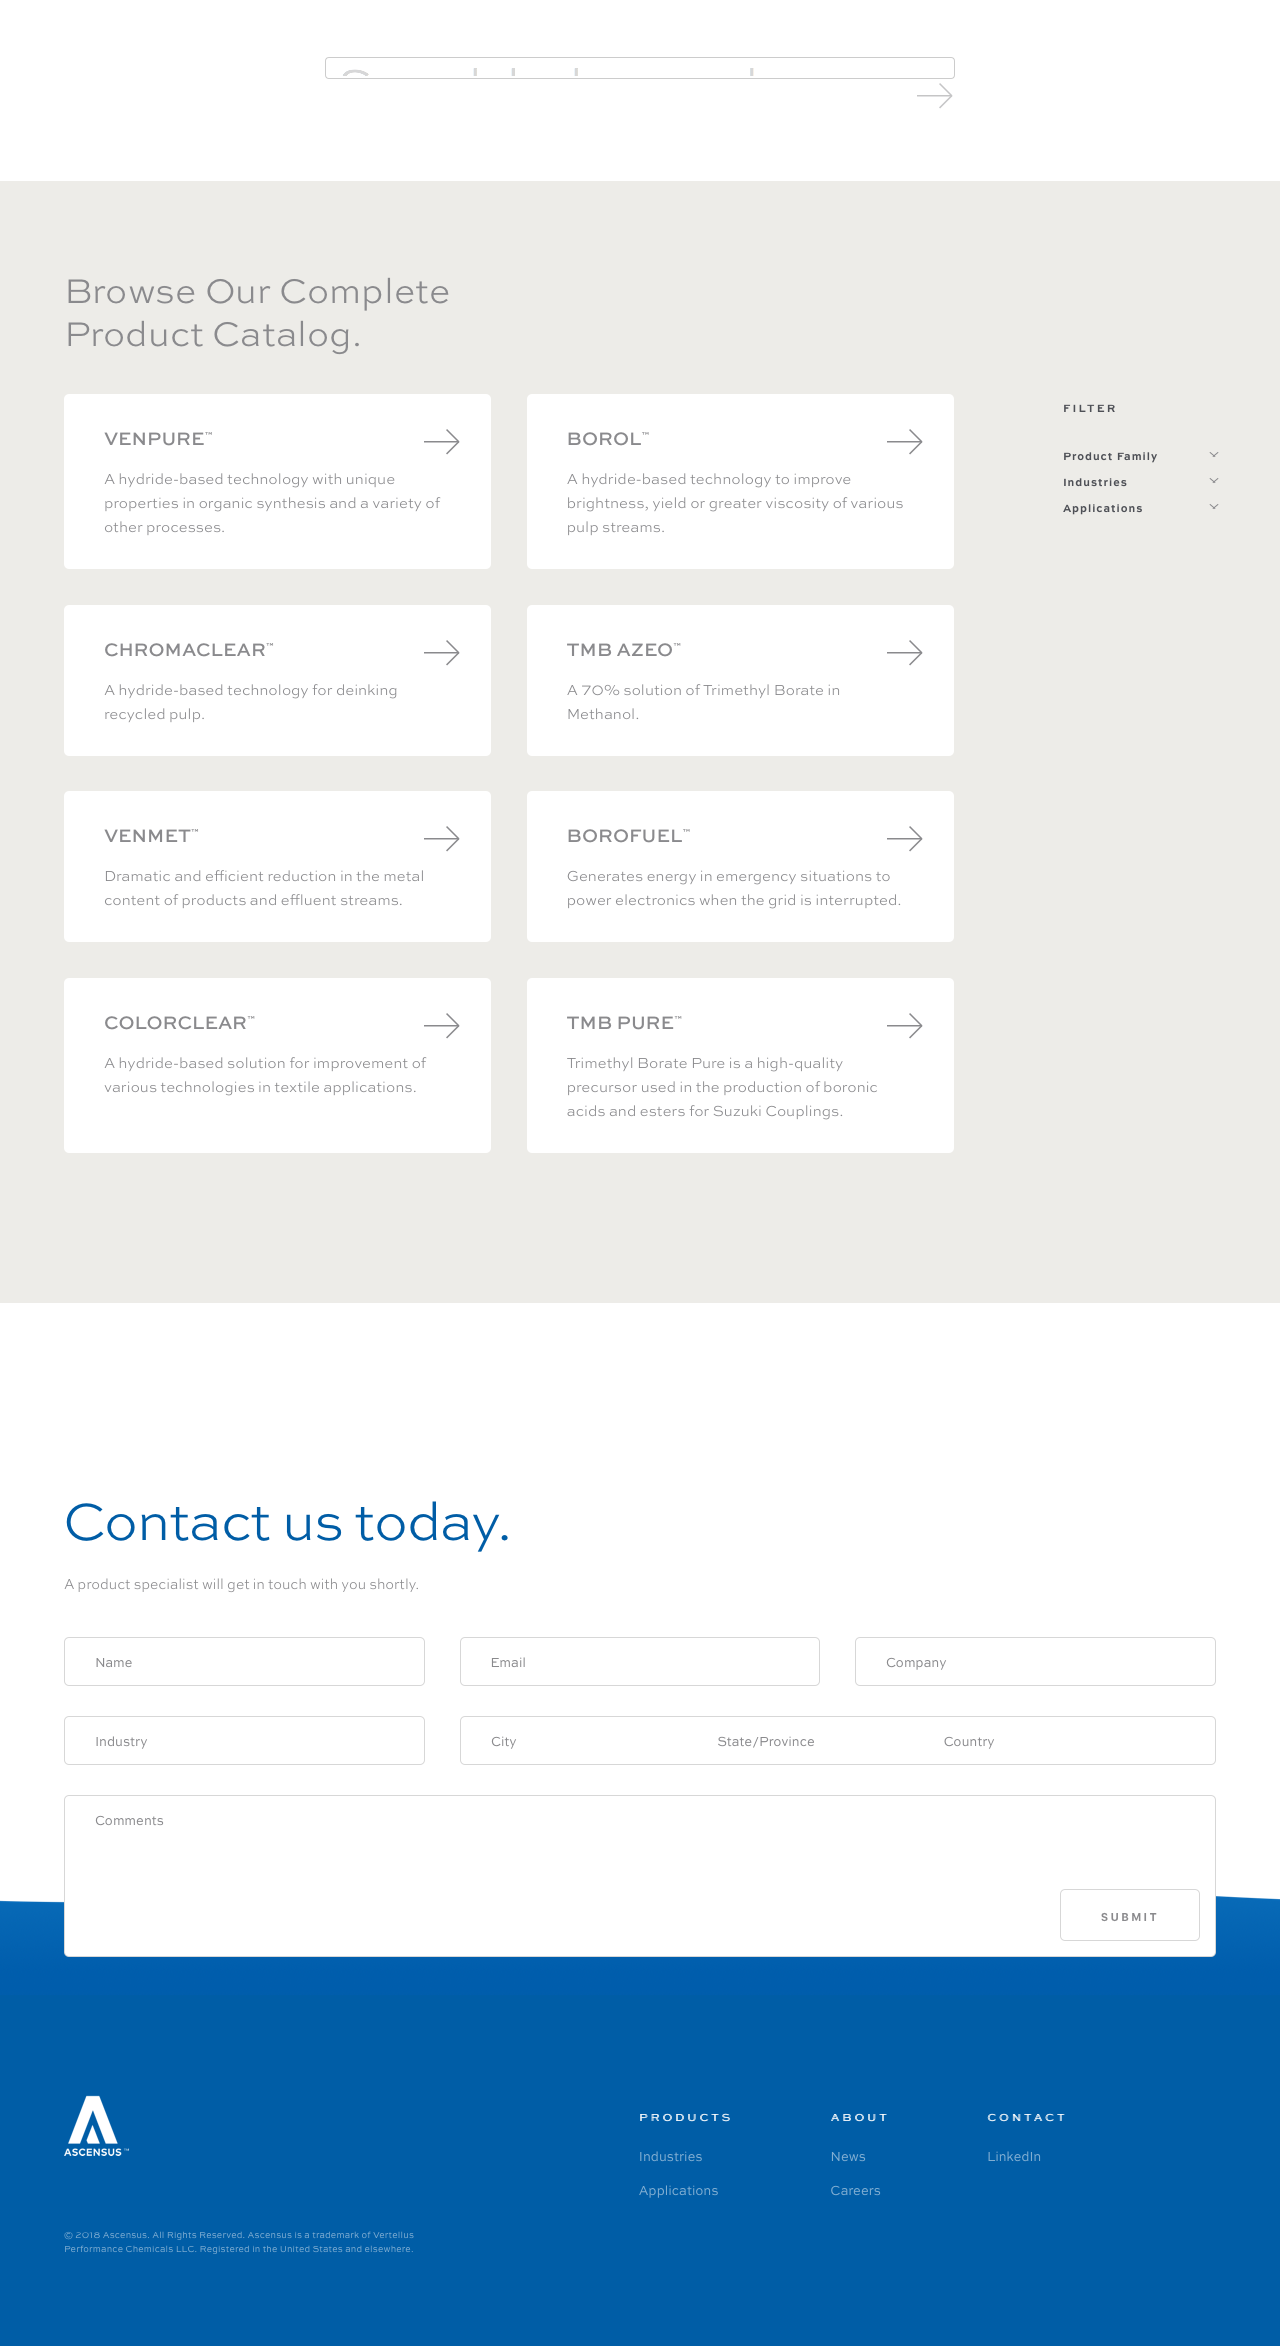 Browse Our Complete
Product Catalog.
VENPURE™
A hydride-based technology with unique
properties in organic synthesis and a variety of
other processes.
BOROL™
A hydride-based technology to improve
brightness, yield or greater viscosity of various
pulp streams.
FILTER
Product Family
Industries
Applications
CHROMACLEAR™
A hydride-based technology for deinking
recycled pulp.
TMB AZEO™
A 70% solution of Trimethyl Borate in
Methanol.
VENMET™
Dramatic and efficient reduction in the metal
content of products and effluent streams.
BOROFUEL™
Generates energy in emergency situations to
power electronics when the grid is interrupted.
COLORCLEAR™
A hydride-based solution for improvement of
various technologies in textile applications.
TMB PURE™
Trimethyl Borate Pure is a high-quality
precursor used in the production of boronic
acids and esters for Suzuki Couplings.
Contact us today.
A product specialist will get in touch with you shortly.
Name
Email
Company
Industry
City
State/Province
Country
Comments
SUBMIT
ASCENSUS™
PRODUCTS
Industries
Applications
ABOUT
News
Careers
CONTACT
LinkedIn
© 2018 Ascensus. All Rights Reserved. Ascensus is a trademark of Vertellus
Performance Chemicals LLC. Registered in the United States and elsewhere.